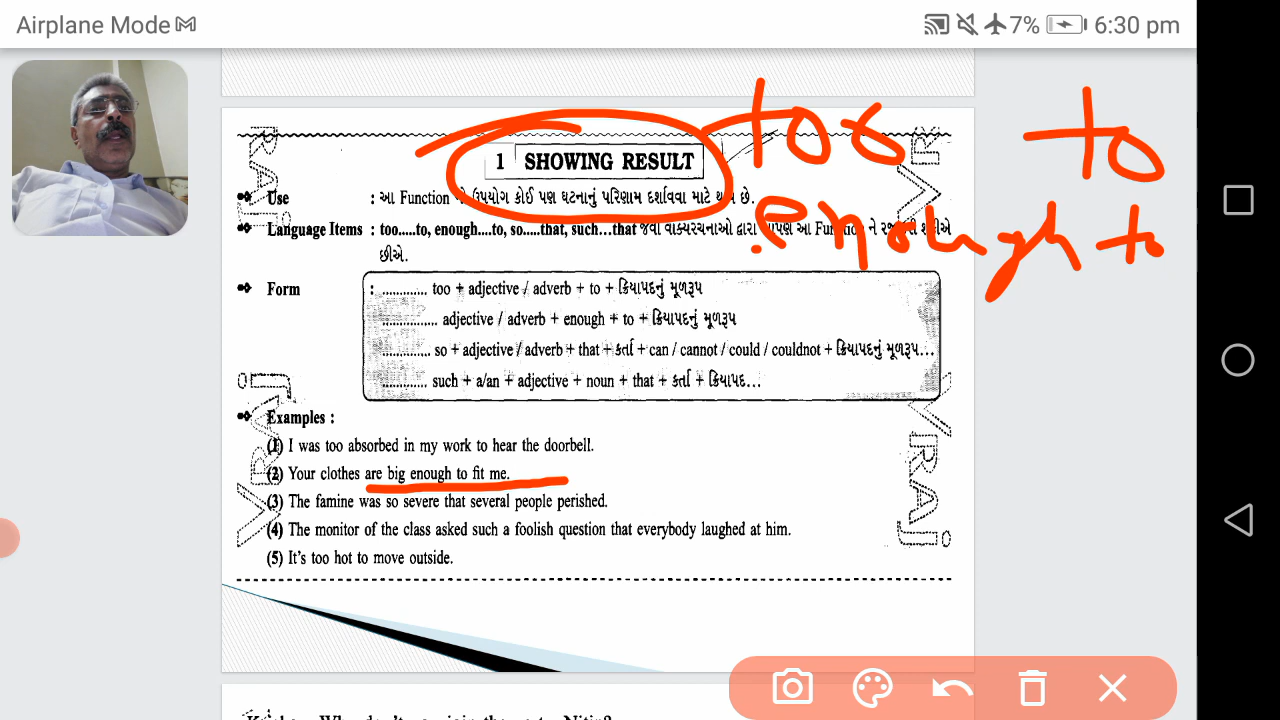 Airplane Mode
7% 6:30 pm
too to
1 SHOWING RESULT
Use : આ Function નો ઉપયોગ કોઈ પણ ઘટનાનું પરિણામ દર્શાવવા માટે થાય છે.
enough to
Language Items : too.....to, enough....to, so.....that, such...that જેવાં વાક્યરચનાઓ દ્વારા આપણે આ Function ને રજૂ કરી શકીએ
છીએ.
Form : ............ too + adjective / adverb + to + ક્રિયાપદનું મૂળરૂપ
............... adjective / adverb + enough + to + ક્રિયાપદનું મૂળરૂપ
............. so + adjective / adverb + that + કર્તા + can / cannot / could / couldnot + ક્રિયાપદનું મૂળરૂપ...
............ such + a/an + adjective + noun + that + કર્તા + ક્રિયાપદ...
Examples :
(1) I was too absorbed in my work to hear the doorbell.
(2) Your clothes are big enough to fit me.
(3) The famine was so severe that several people perished.
(4) The monitor of the class asked such a foolish question that everybody laughed at him.
(5) It's too hot to move outside.